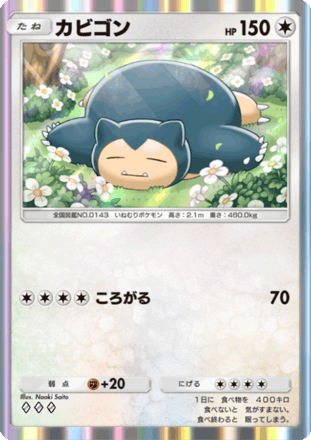 たね カビゴン HP 150
全国図鑑NO.0143 いねむりポケモン 高さ:2.1m 重さ:460.0kg
ころがる 70
弱点 +20 にげる
Illus. Naoki Saito
1日に 食べ物を 400キロ
食べないと 気がすまない。
食べ終わると 眠ってしまう。